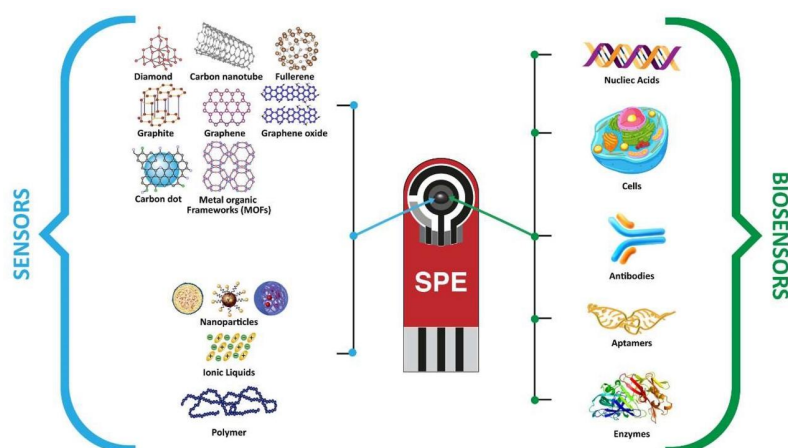 SENSORS
Diamond
Carbon nanotube
Fullerene
Graphite
Graphene
Graphene oxide
Carbon dot
Metal organic
Frameworks (MOFs)
Nanoparticles
Ionic Liquids
Polymer
SPE
Nucliec Acids
Cells
Antibodies
Aptamers
Enzymes
BIOSENSORS